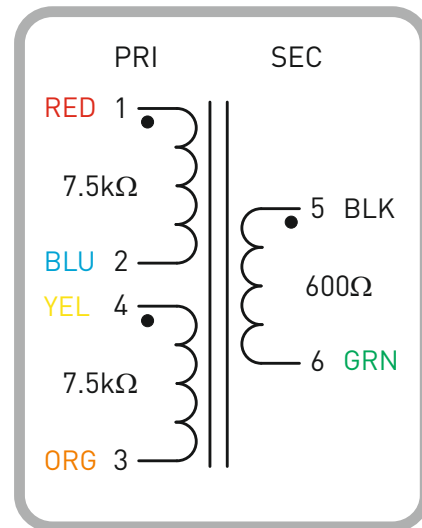 PRI SEC
RED 1
7.5kΩ
BLU 2
YEL 4
7.5kΩ
ORG 3
5 BLK
600Ω
6 GRN